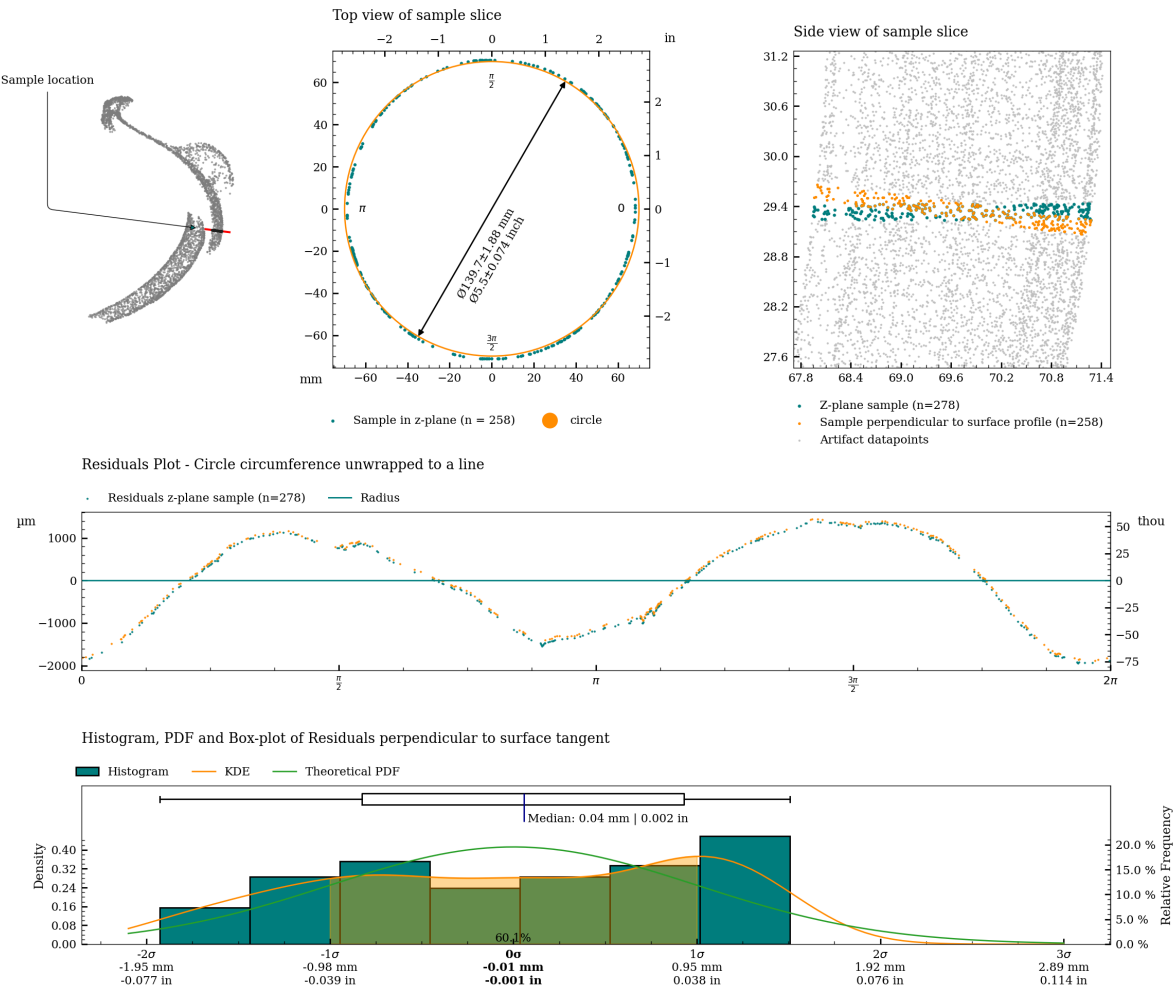 Top view of sample slice
−2 −1 0 1 2 in
Sample location
60 40 20 0 −20 −40 −60
2 1 0 −1 −2
π/2
π
0
3π/2
Ø139.7±1.88 mm
Ø5.5±0.074 inch
mm −60 −40 −20 0 20 40 60
Sample in z-plane (n = 258) circle
Side view of sample slice
31.2
30.6
30.0
29.4
28.8
28.2
27.6
67.8 68.4 69.0 69.6 70.2 70.8 71.4
Z-plane sample (n=278)
Sample perpendicular to surface profile (n=258)
Artifact datapoints
Residuals Plot - Circle circumference unwrapped to a line
Residuals z-plane sample (n=278) Radius
µm thou
1000 0 −1000 −2000
50 25 0 −25 −50 −75
0 π/2 π 3π/2 2π
Histogram, PDF and Box-plot of Residuals perpendicular to surface tangent
Histogram KDE Theoretical PDF
Median: 0.04 mm | 0.002 in
Density
0.40 0.32 0.24 0.16 0.08 0.00
20.0 % 15.0 % 10.0 % 5.0 % 0.0 %
Relative Frequency
60.1%
-2σ -1σ 0σ 1σ 2σ 3σ
-1.95 mm -0.98 mm -0.01 mm 0.95 mm 1.92 mm 2.89 mm
-0.077 in -0.039 in -0.001 in 0.038 in 0.076 in 0.114 in